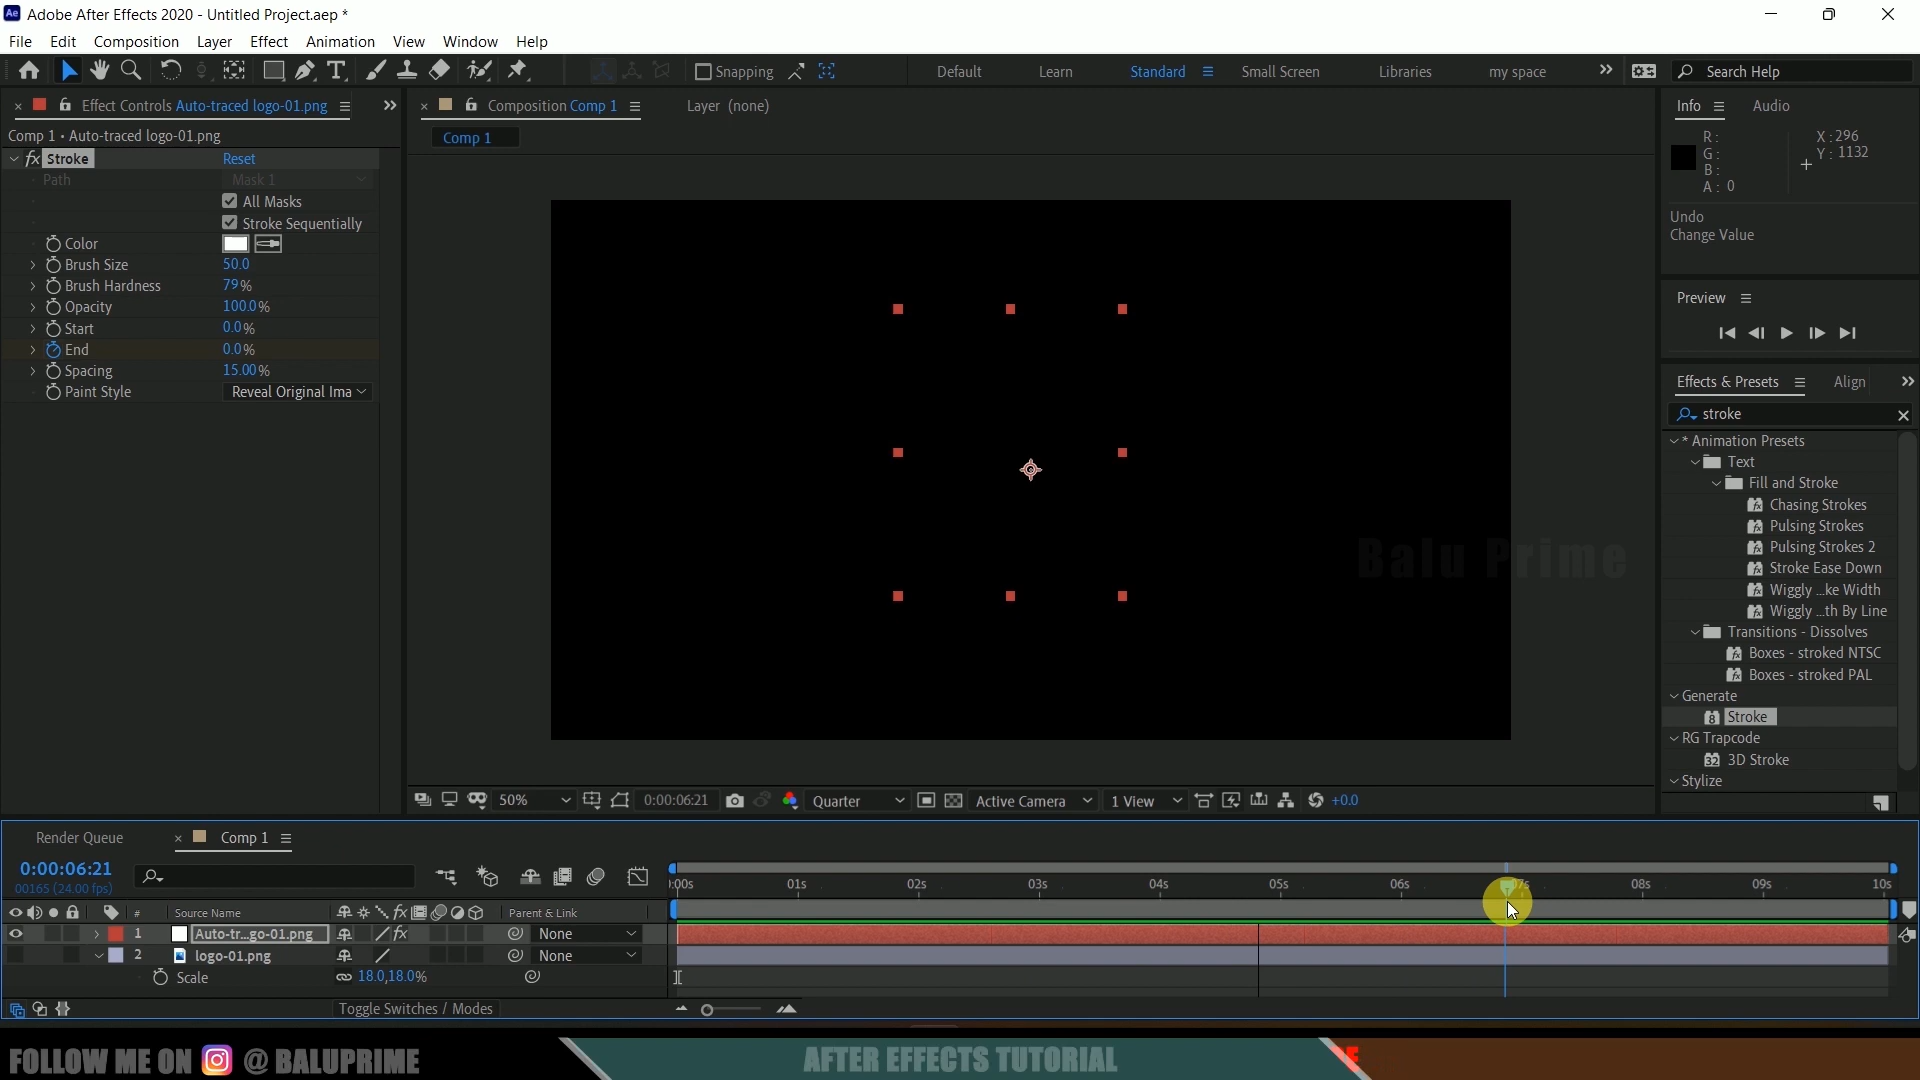 Adobe After Effects 2020 - Untitled Project.aep *
File Edit Composition Layer Effect Animation View Window Help
Snapping Default Learn Standard Small Screen Libraries my space Search Help
Effect Controls Auto-traced logo-01.png
Comp 1 • Auto-traced logo-01.png
fx Stroke Reset
Path Mask 1
All Masks
Stroke Sequentially
Color
Brush Size 50.0
Brush Hardness 79%
Opacity 100.0%
Start 0.0%
End 0.0%
Spacing 15.00%
Paint Style Reveal Original Ima
Composition Comp 1 Layer (none)
Comp 1
Balu Prime
50% 0:00:06:21 Quarter Active Camera 1 View +0.0
Info Audio
R: X: 296
G: Y: 1132
B:
A: 0
Undo
Change Value
Preview
Effects & Presets Align
stroke
* Animation Presets
Text
Fill and Stroke
Chasing Strokes
Pulsing Strokes
Pulsing Strokes 2
Stroke Ease Down
Wiggly ...ke Width
Wiggly ...th By Line
Transitions - Dissolves
Boxes - stroked NTSC
Boxes - stroked PAL
Generate
Stroke
RG Trapcode
3D Stroke
Stylize
Render Queue Comp 1
0:00:06:21
00165 (24.00 fps)
:00s 01s 02s 03s 04s 05s 06s 07s 08s 09s 10s
# Source Name Parent & Link
1 Auto-tr...go-01.png None
2 logo-01.png None
Scale 18.0,18.0%
Toggle Switches / Modes
FOLLOW ME ON @ BALUPRIME AFTER EFFECTS TUTORIAL